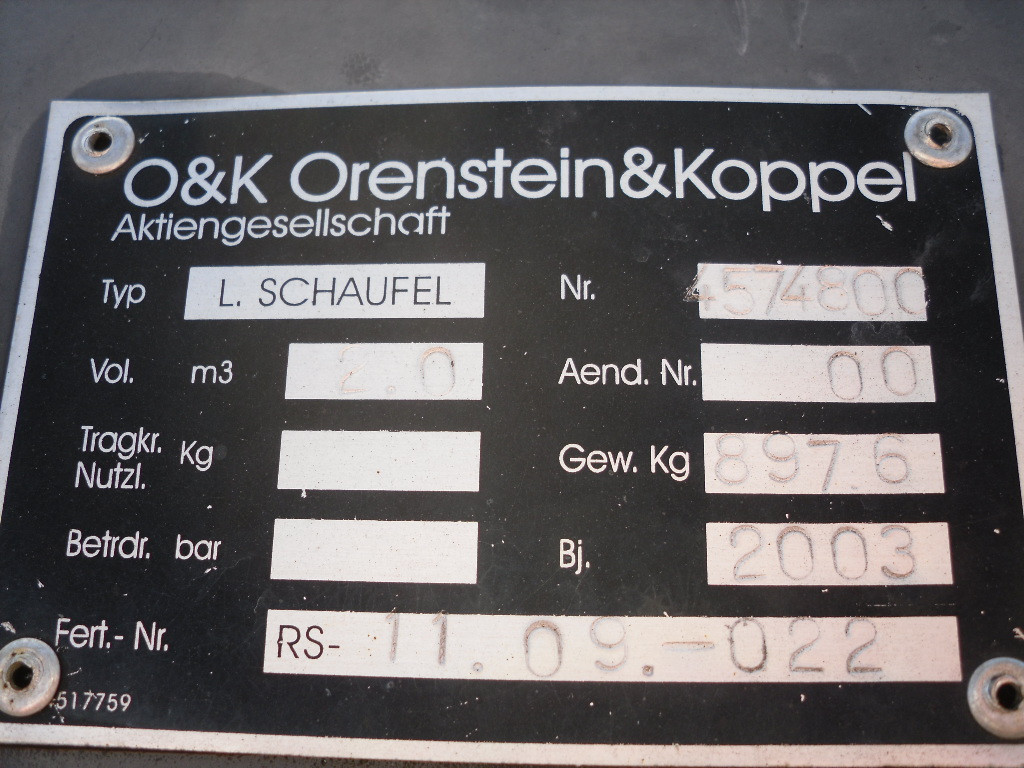 O&K Orenstein&Koppel
Aktiengesellschaft
Typ L. SCHAUFEL Nr. 4574800
Vol. m3 2.0 Aend. Nr. 00
Tragkr. Nutzl. Kg Gew. Kg 897.6
Betrdr. bar Bj. 2003
Fert.- Nr. RS- 11.09.-022
517759